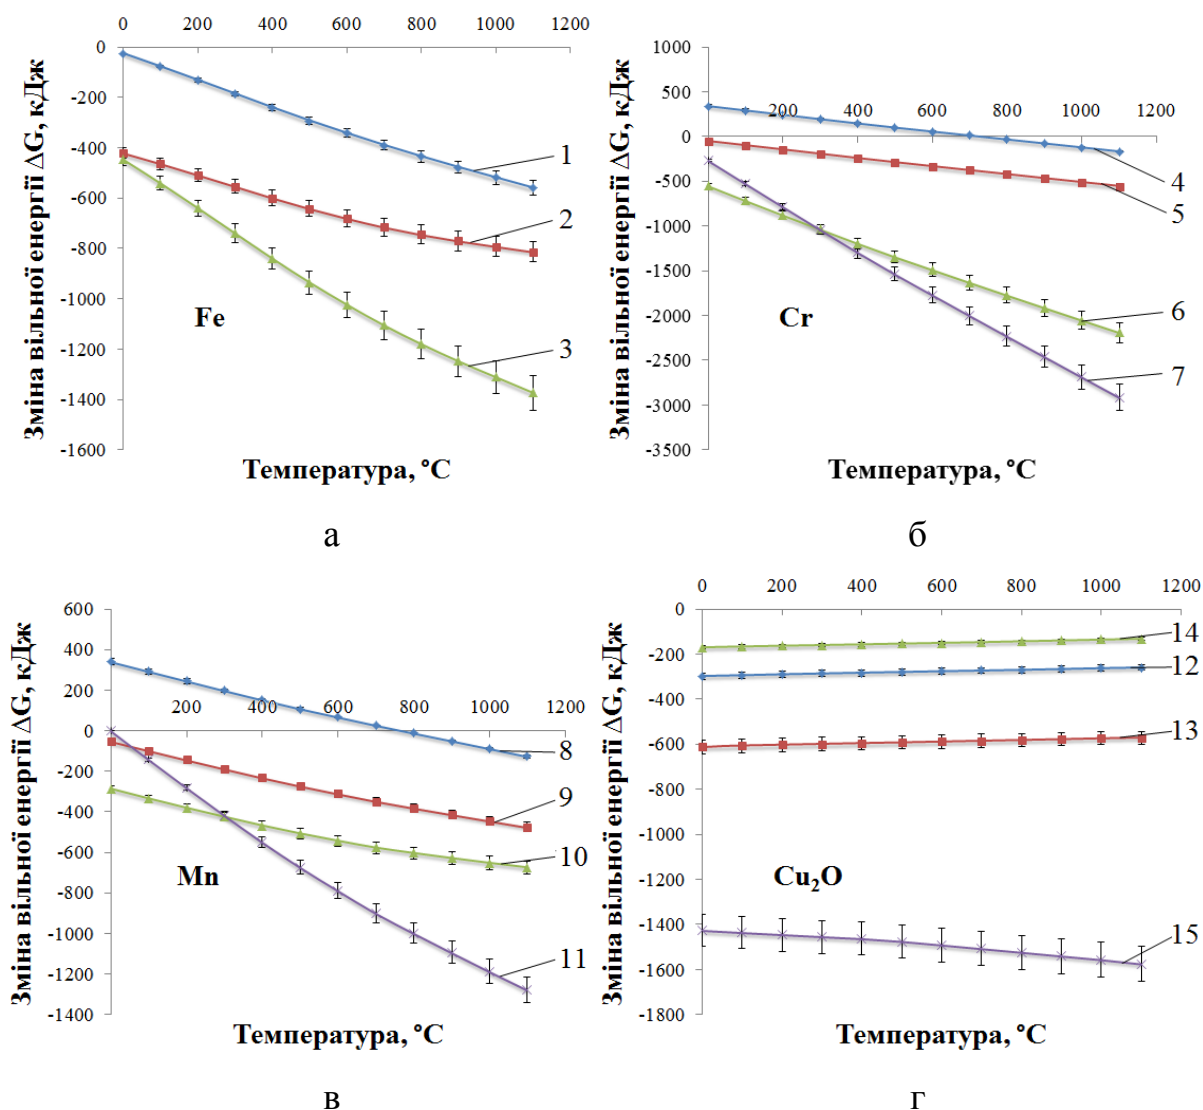 0 200 400 600 800 1000 1200
0
-200
-400
-600
-800
-1000
-1200
-1400
-1600
Зміна вільної енергії ΔG, кДж
Fe
1
2
3
Температура, °С
а
1000
500
0
-500
-1000
-1500
-2000
-2500
-3000
-3500
200 400 600 800 1000 1200
Зміна вільної енергії ΔG, кДж
Cr
4
5
6
7
Температура, °С
б
600
400
200
0
-200
-400
-600
-800
-1000
-1200
-1400
200 400 600 800 1000 1200
Зміна вільної енергії ΔG, кДж
Mn
8
9
10
11
Температура, °С
в
0 200 400 600 800 1000 1200
0
-200
-400
-600
-800
-1000
-1200
-1400
-1600
-1800
Зміна вільної енергії ΔG, кДж
Cu₂O
14
12
13
15
Температура, °С
г